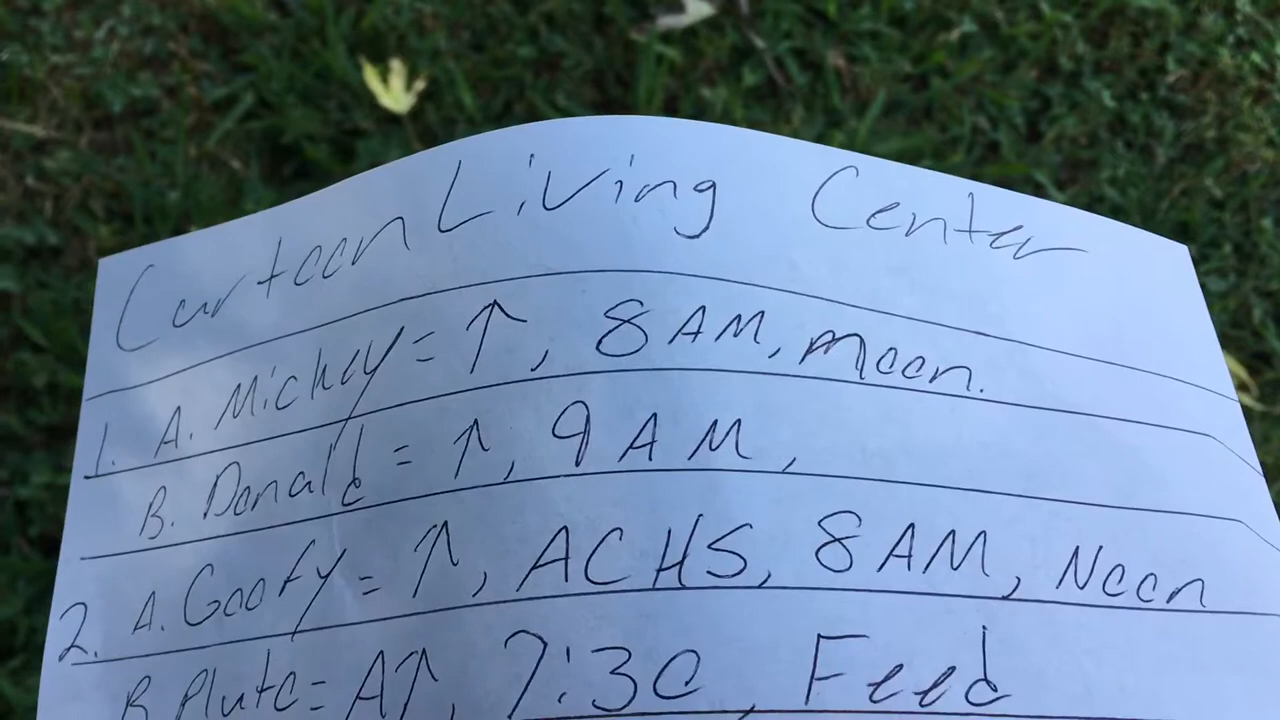 Cartoon Living Center
1. A. Mickey = ↑, 8 AM, moon.
B. Donald = ↑, 9 AM,
2. A. Goofy = ↑, ACHS, 8 AM, Noon
B. Pluto = A↑, 7:30, Feed